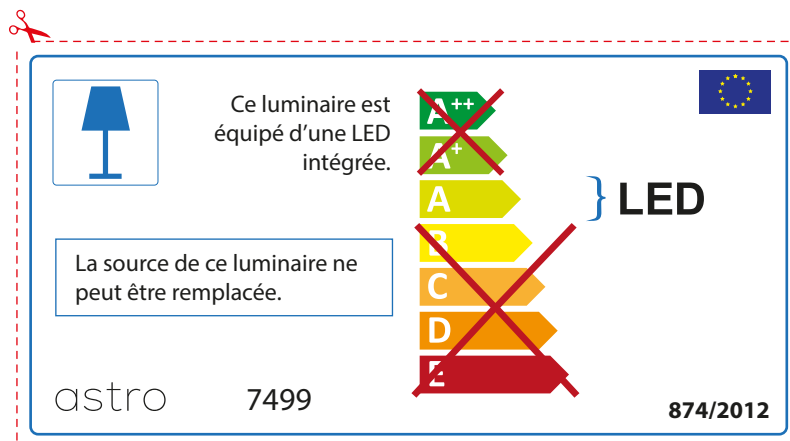 Ce luminaire est
équipé d’une LED
intégrée.
A++
A+
A
B
C
D
E
LED
La source de ce luminaire ne
peut être remplacée.
astro
7499
874/2012